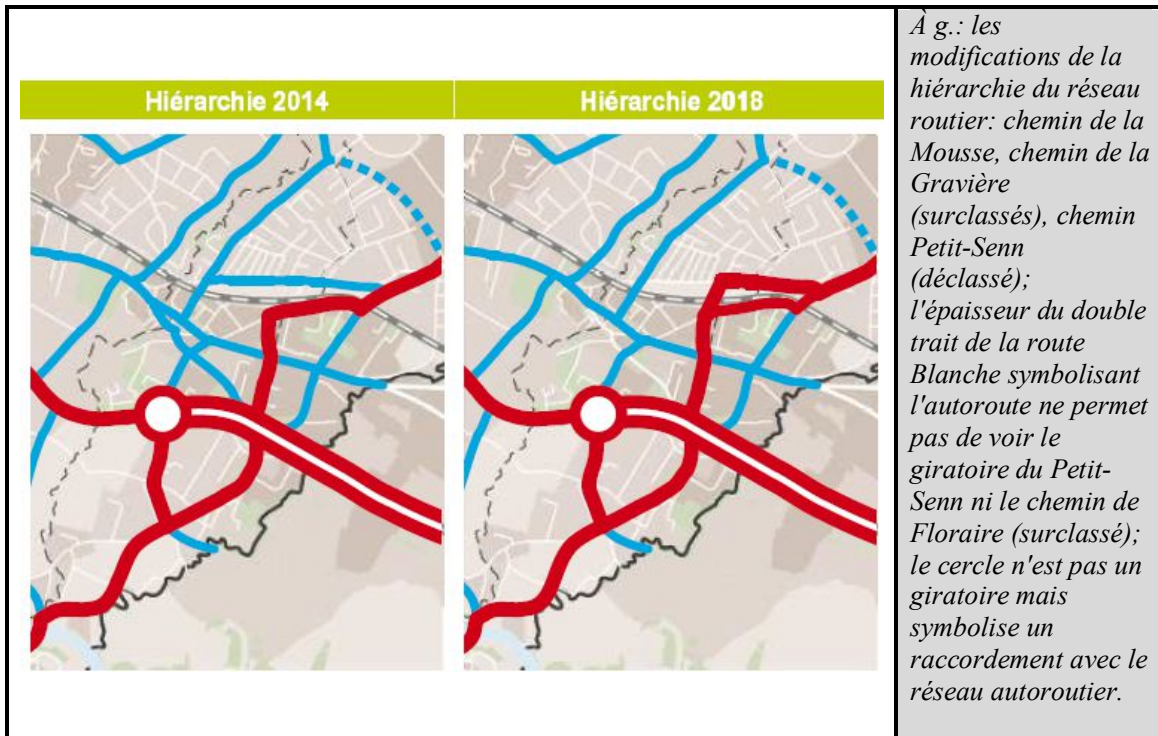 Hiérarchie 2014
Hiérarchie 2018
À g.: les
modifications de la
hiérarchie du réseau
routier: chemin de la
Mousse, chemin de la
Gravière
(surclassés), chemin
Petit-Senn
(déclassé);
l'épaisseur du double
trait de la route
Blanche symbolisant
l'autoroute ne permet
pas de voir le
giratoire du Petit-
Senn ni le chemin de
Floraire (surclassé);
le cercle n'est pas un
giratoire mais
symbolise un
raccordement avec le
réseau autoroutier.